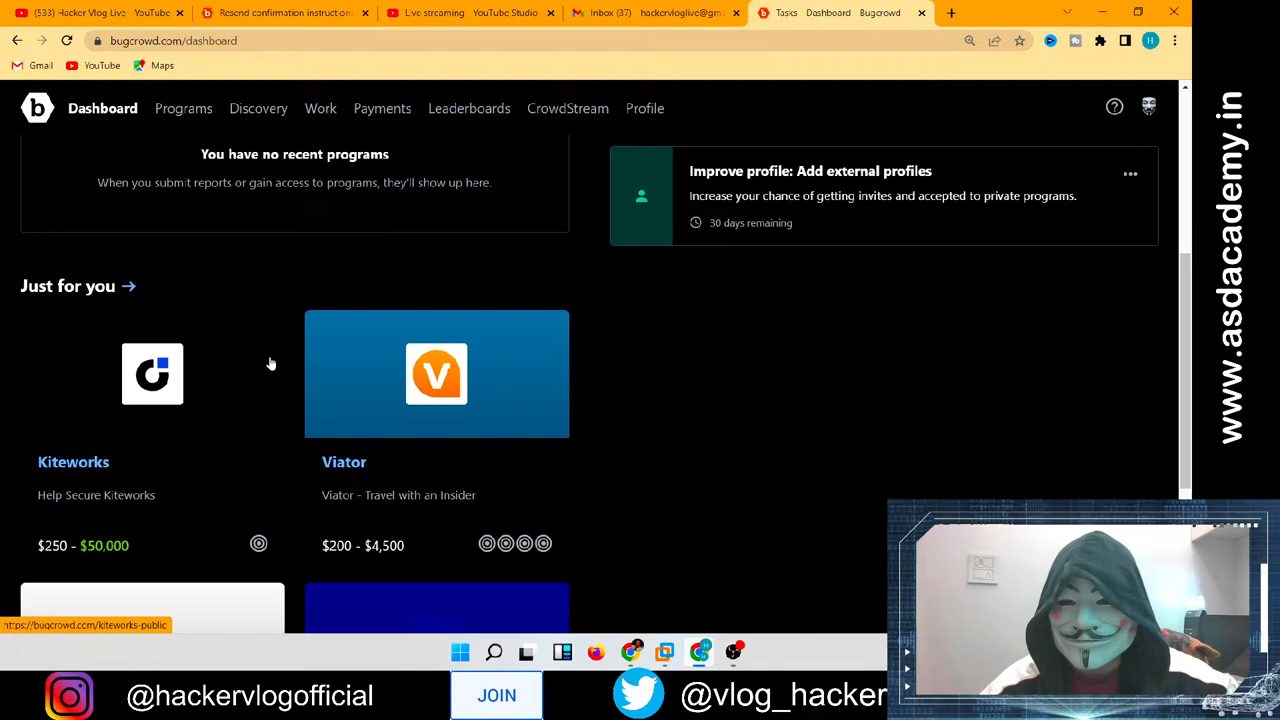 (533) Hacker Vlog Live - YouTube
Resend confirmation instruction
Live streaming - YouTube Studio
Inbox (37) - hackervloglive@gm
Tasks - Dashboard - Bugcrowd
bugcrowd.com/dashboard
Gmail
YouTube
Maps
H
b
Dashboard
Programs
Discovery
Work
Payments
Leaderboards
CrowdStream
Profile
You have no recent programs
When you submit reports or gain access to programs, they'll show up here.
Improve profile: Add external profiles
Increase your chance of getting invites and accepted to private programs.
30 days remaining
Just for you →
V
Kiteworks
Help Secure Kiteworks
$250 - $50,000
Viator
Viator - Travel with an Insider
$200 - $4,500
https://bugcrowd.com/kiteworks-public
www.asdacademy.in
@hackervlogofficial
JOIN
@vlog_hacker